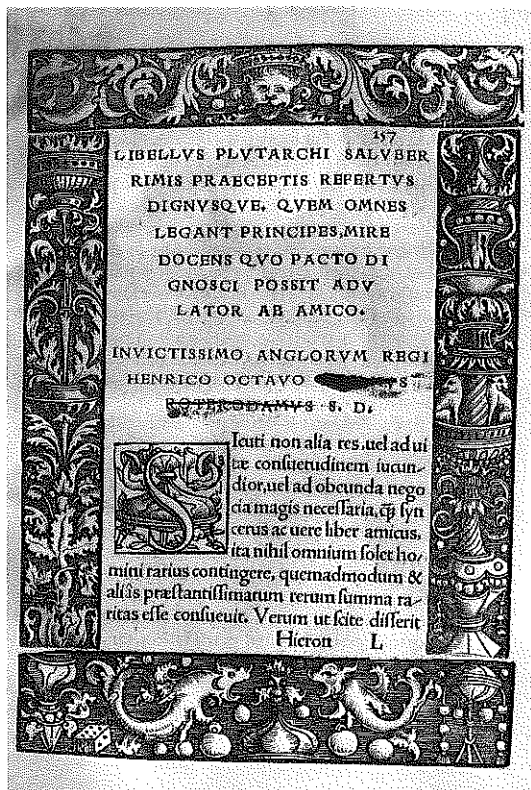 157
LIBELLVS PLVTARCHI SALVBER
RIMIS PRAECEPTIS REFERTVS
DIGNVSQVE, QVEM OMNES
LEGANT PRINCIPES, MIRE
DOCENS QVO PACTO DI
GNOSCI POSSIT ADV
LATOR AB AMICO.
INVICTISSIMO ANGLORVM REGI
HENRICO OCTAVO
ROTERODAMVS S. D.
SIcuti non alia res, uel ad ui
tæ consuetudinem iucun-
dior, uel ad obeunda nego
cia magis necessaria, q̃ syn
cerus ac uere liber amicus,
ita nihil omnium solet ho-
mini rarius contingere, quemadmodum &
aliàs præstantissimarum rerum summa ra-
ritas esse consueuit. Verum ut scite disserit
Hieron L